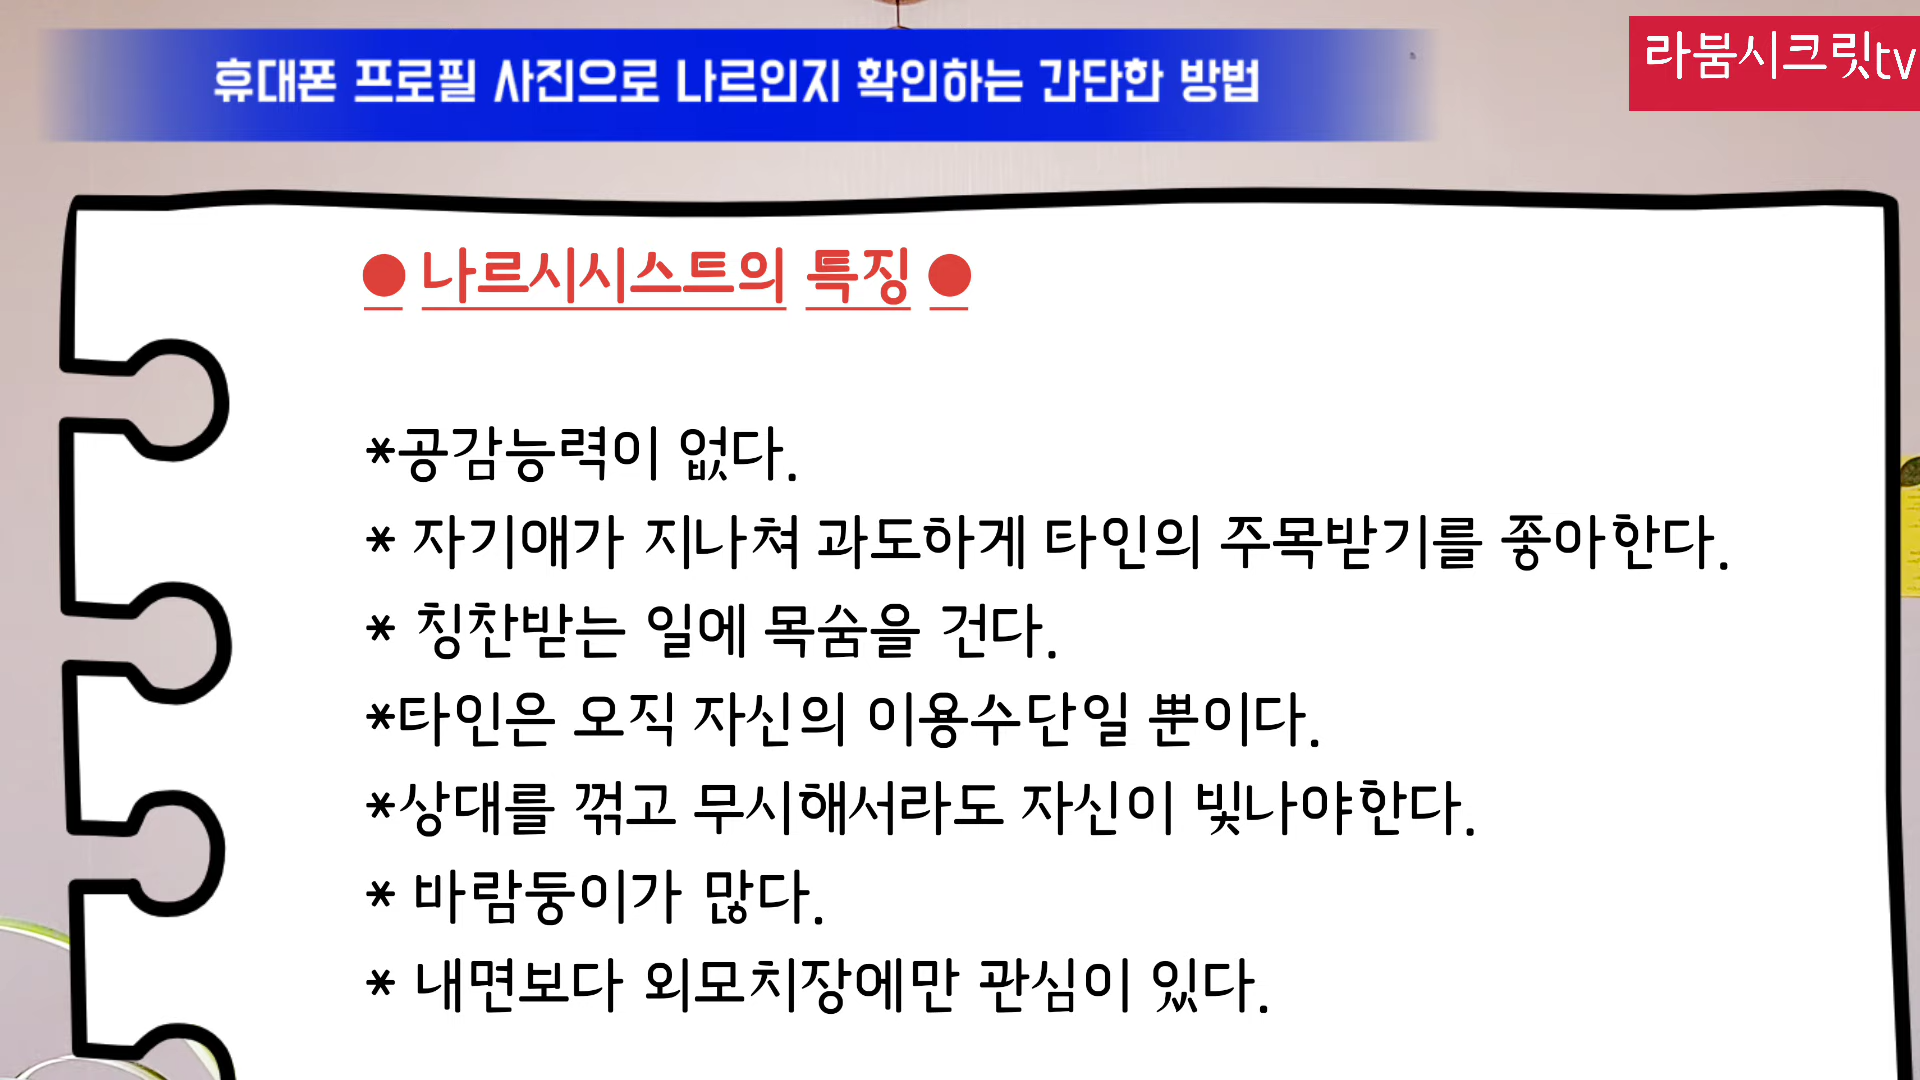 휴대폰 프로필 사진으로 나르인지 확인하는 간단한 방법
라붐시크릿tv
● 나르시시스트의 특징 ●
*공감능력이 없다.
* 자기애가 지나쳐 과도하게 타인의 주목받기를 좋아한다.
* 칭찬받는 일에 목숨을 건다.
*타인은 오직 자신의 이용수단일 뿐이다.
*상대를 꺾고 무시해서라도 자신이 빛나야한다.
* 바람둥이가 많다.
* 내면보다 외모치장에만 관심이 있다.